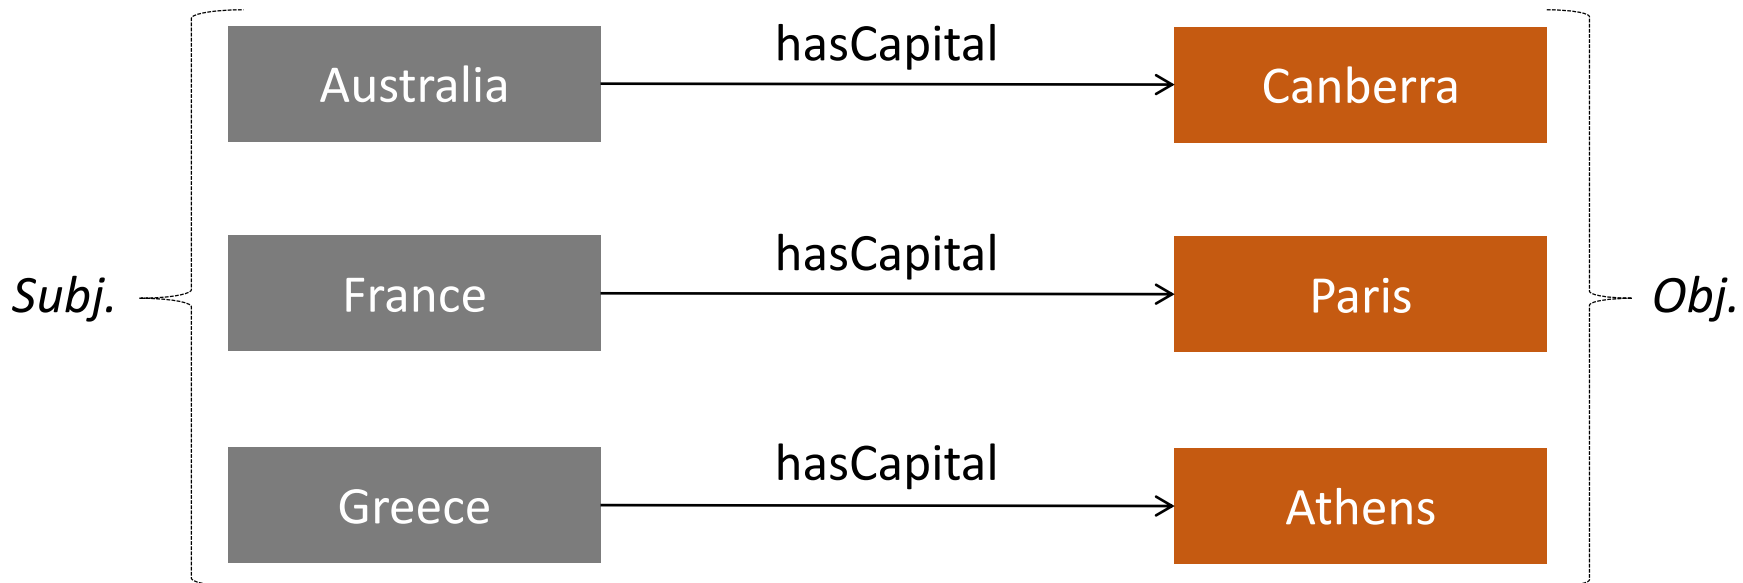 hasCapital
Australia
Canberra
hasCapital
Subj.
France
Paris
Obj.
hasCapital
Greece
Athens